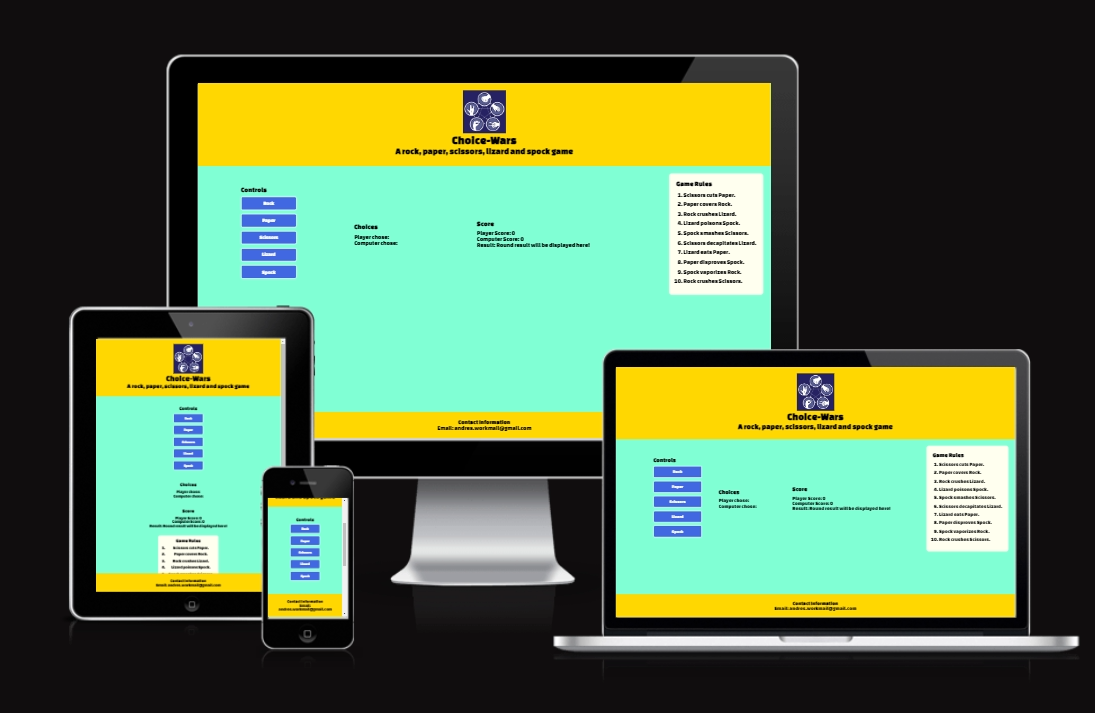 Choice-Wars
A rock, paper, scissors, lizard and spock game
Controls
Rock
Paper
Scissors
Lizard
Spock
Choices
Player chose:
Computer chose:
Score
Player Score: 0
Computer Score: 0
Result: Round result will be displayed here!
Game Rules
1. Scissors cuts Paper.
2. Paper covers Rock.
3. Rock crushes Lizard.
4. Lizard poisons Spock.
5. Spock smashes Scissors.
6. Scissors decapitates Lizard.
7. Lizard eats Paper.
8. Paper disproves Spock.
9. Spock vaporizes Rock.
10. Rock crushes Scissors.
Contact Information
Email: andres.workmail@gmail.com
Choice-Wars
A rock, paper, scissors, lizard and spock game
Controls
Rock
Paper
Scissors
Lizard
Spock
Choices
Player chose:
Computer chose:
Score
Player Score: 0
Computer Score: 0
Result: Round result will be displayed here!
Game Rules
1. Scissors cuts Paper.
2. Paper covers Rock.
3. Rock crushes Lizard.
4. Lizard poisons Spock.
Contact Information
Email: andres.workmail@gmail.com
Controls
Rock
Paper
Scissors
Lizard
Spock
Contact Information
Email:
andres.workmail@gmail.com
Choice-Wars
A rock, paper, scissors, lizard and spock game
Controls
Rock
Paper
Scissors
Lizard
Spock
Choices
Player chose:
Computer chose:
Score
Player Score: 0
Computer Score: 0
Result: Round result will be displayed here!
Game Rules
1. Scissors cuts Paper.
2. Paper covers Rock.
3. Rock crushes Lizard.
4. Lizard poisons Spock.
5. Spock smashes Scissors.
6. Scissors decapitates Lizard.
7. Lizard eats Paper.
8. Paper disproves Spock.
9. Spock vaporizes Rock.
10. Rock crushes Scissors.
Contact Information
Email: andres.workmail@gmail.com